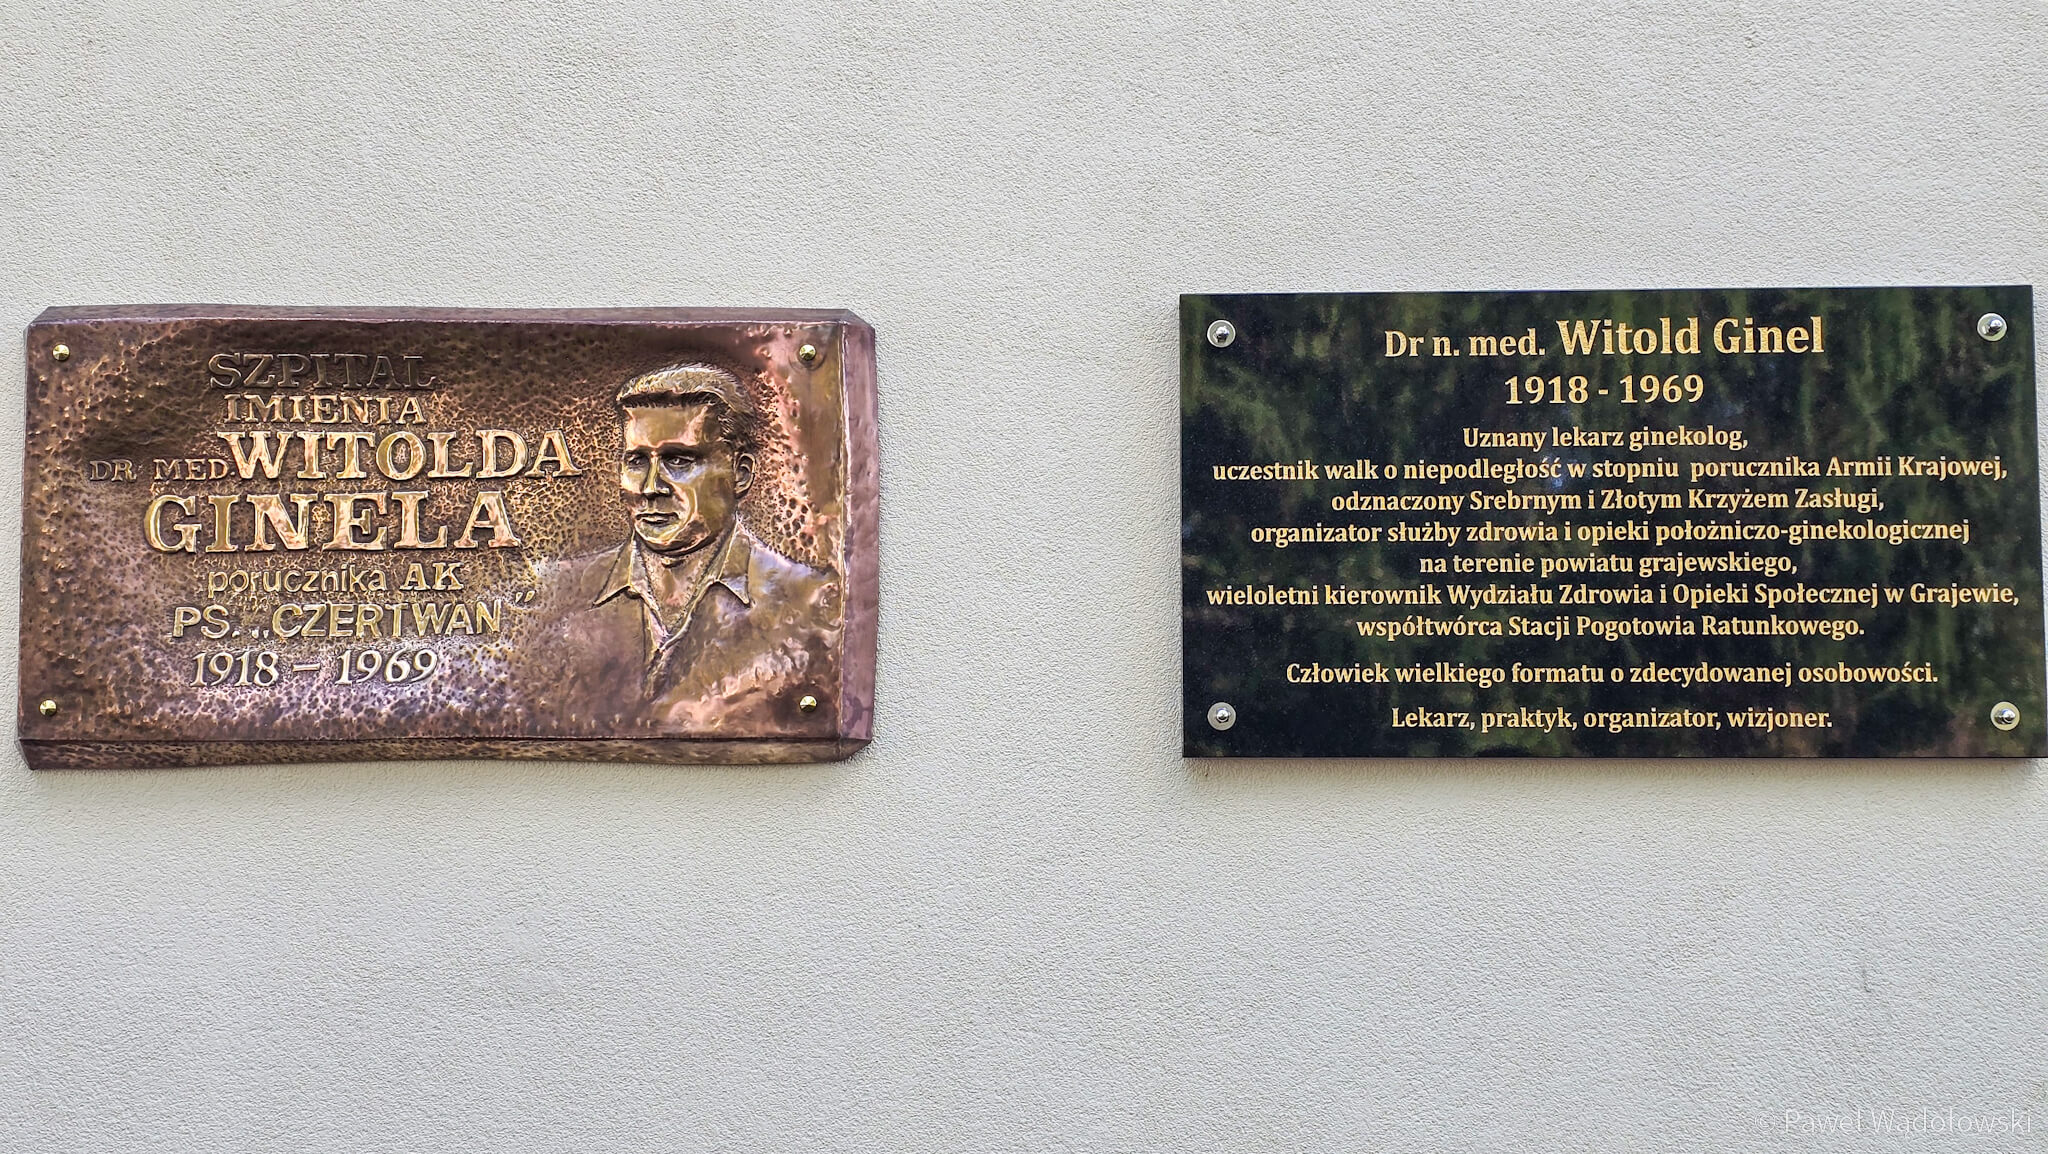 SZPITAL
IMIENIA
DR MED. WITOLDA
GINELA
porucznika AK
PS. „CZERTWAN”
1918 – 1969
Dr n. med. Witold Ginel
1918 - 1969
Uznany lekarz ginekolog,
uczestnik walk o niepodległość w stopniu porucznika Armii Krajowej,
odznaczony Srebrnym i Złotym Krzyżem Zasługi,
organizator służby zdrowia i opieki położniczo-ginekologicznej
na terenie powiatu grajewskiego,
wieloletni kierownik Wydziału Zdrowia i Opieki Społecznej w Grajewie,
współtwórca Stacji Pogotowia Ratunkowego.
Człowiek wielkiego formatu o zdecydowanej osobowości.
Lekarz, praktyk, organizator, wizjoner.
© Paweł Wądołowski